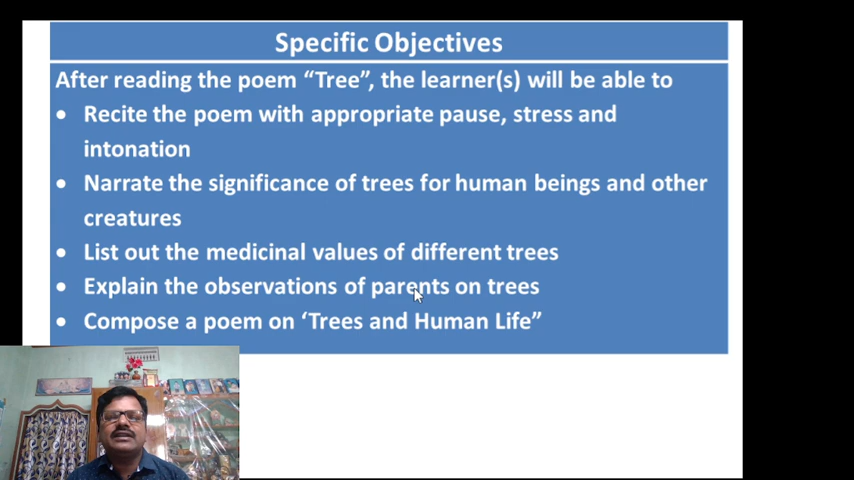 Specific Objectives
After reading the poem “Tree”, the learner(s) will be able to
• Recite the poem with appropriate pause, stress and
intonation
• Narrate the significance of trees for human beings and other
creatures
• List out the medicinal values of different trees
• Explain the observations of parents on trees
• Compose a poem on ‘Trees and Human Life”